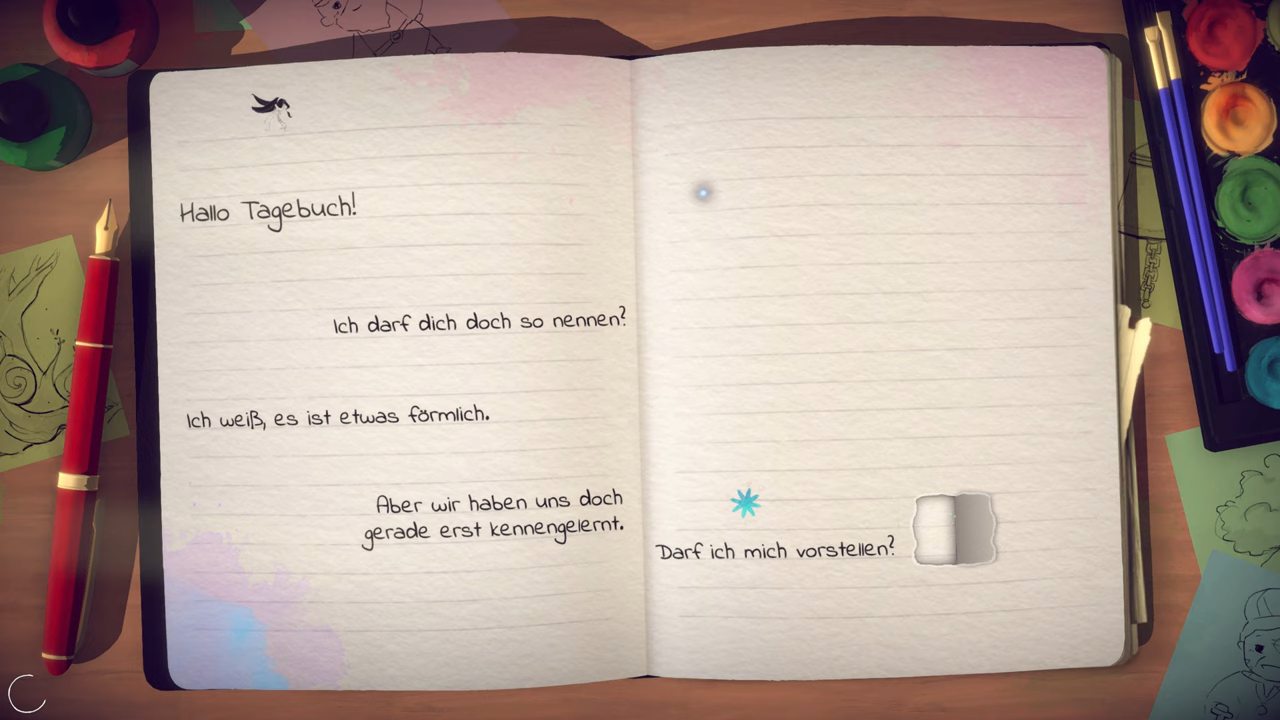 Hallo Tagebuch!
Ich darf dich doch so nennen?
Ich weiß, es ist etwas förmlich.
Aber wir haben uns doch
gerade erst kennengelernt.
Darf ich mich vorstellen?